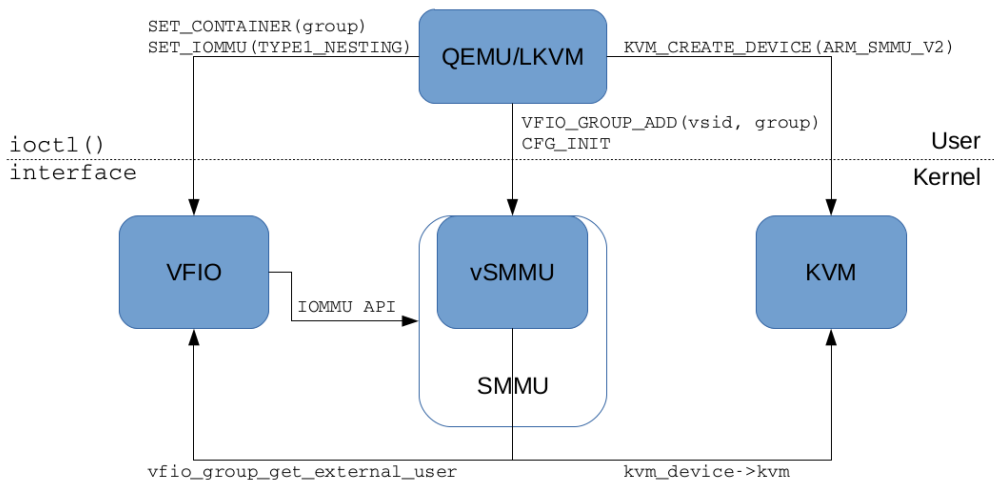 SET_CONTAINER(group)
SET_IOMMU(TYPE1_NESTING)
QEMU/LKVM
KVM_CREATE_DEVICE(ARM_SMMU_V2)
VFIO_GROUP_ADD(vsid, group)
CFG_INIT
ioctl()
interface
User
Kernel
VFIO
vSMMU
KVM
IOMMU API
SMMU
vfio_group_get_external_user
kvm_device->kvm